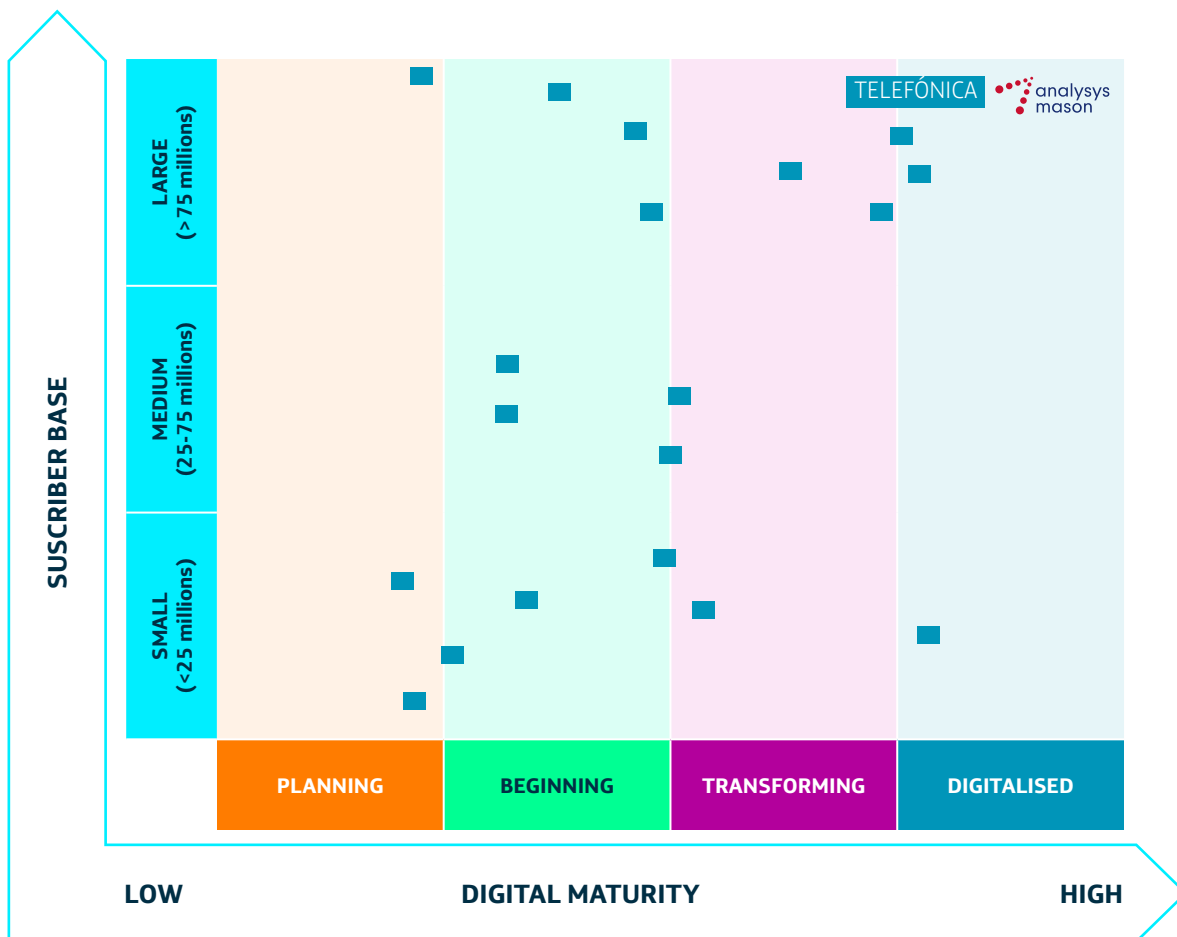 TELEFÓNICA
analysys
mason
SUSCRIBER BASE
LARGE
(>75 millions)
MEDIUM
(25-75 millions)
SMALL
(<25 millions)
PLANNING
BEGINNING
TRANSFORMING
DIGITALISED
LOW
DIGITAL MATURITY
HIGH